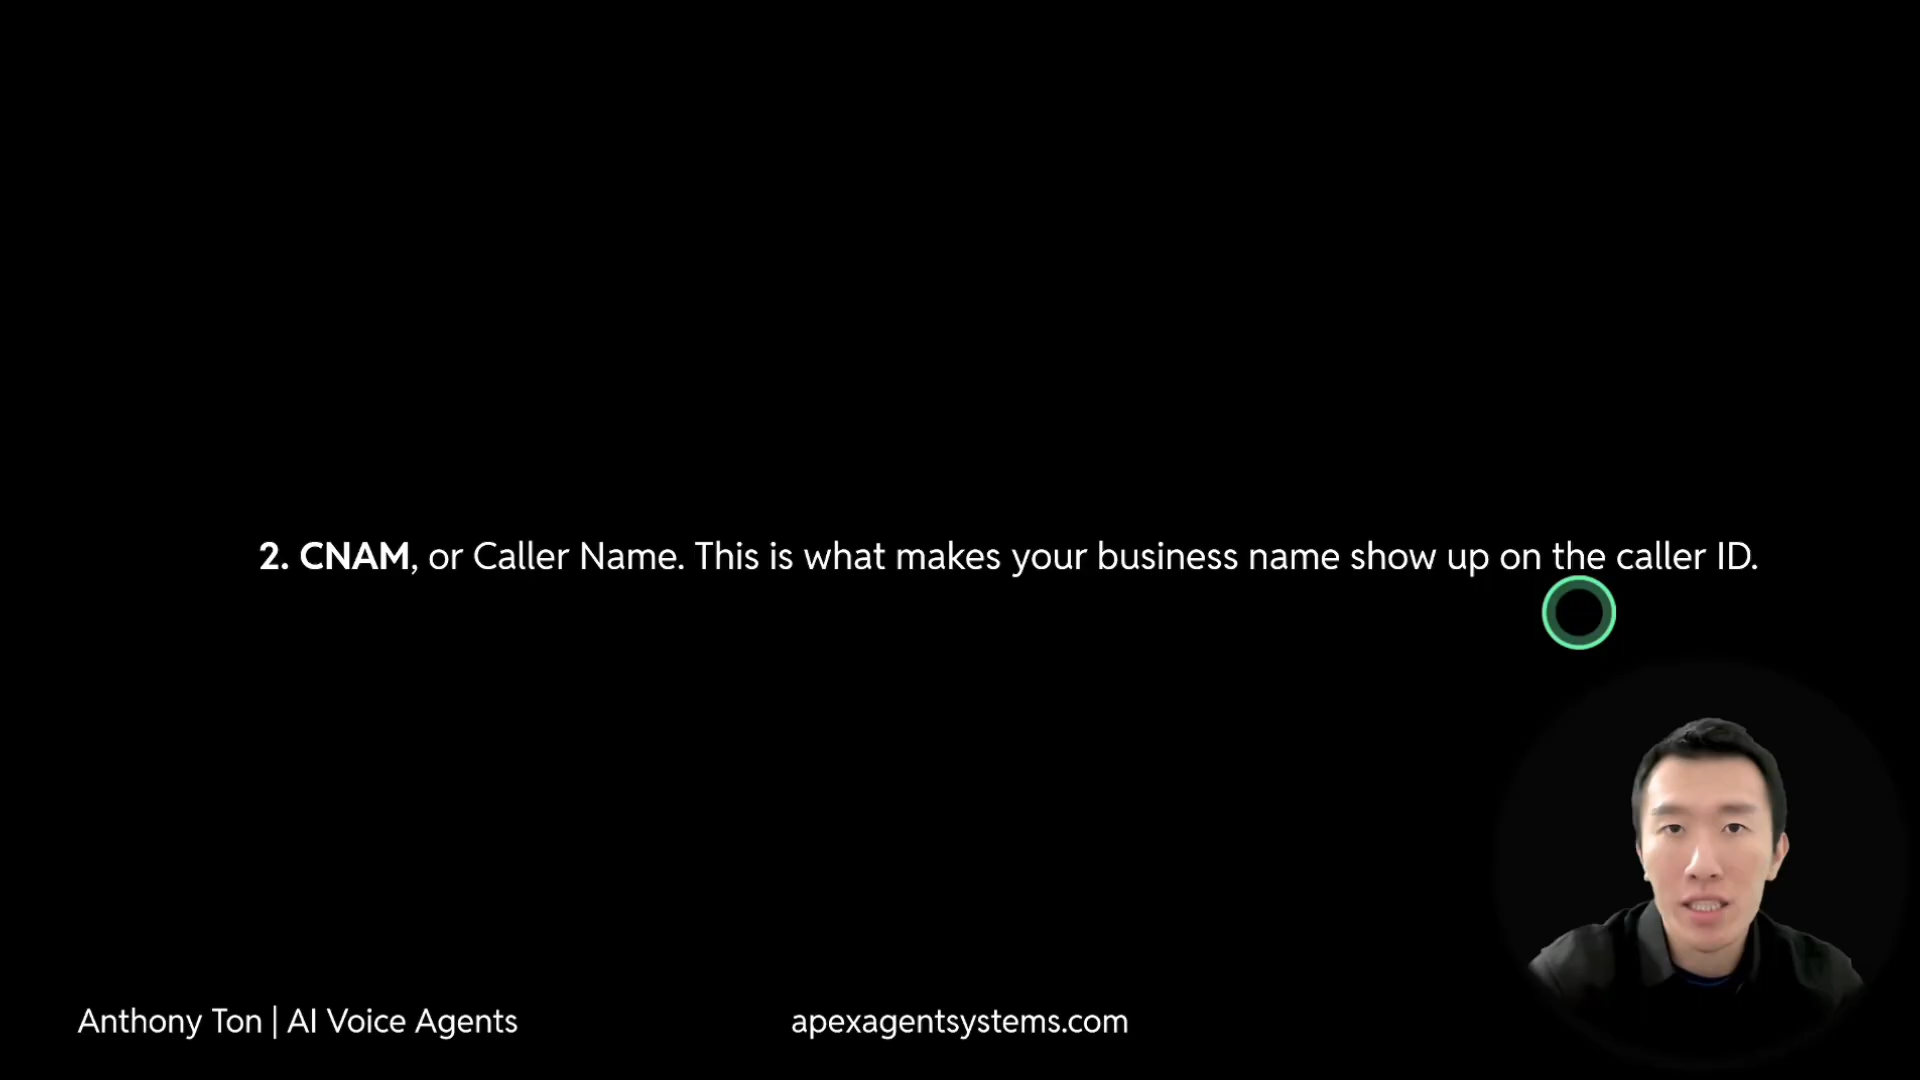 2. CNAM, or Caller Name. This is what makes your business name show up on the caller ID.
Anthony Ton | AI Voice Agents
apexagentsystems.com